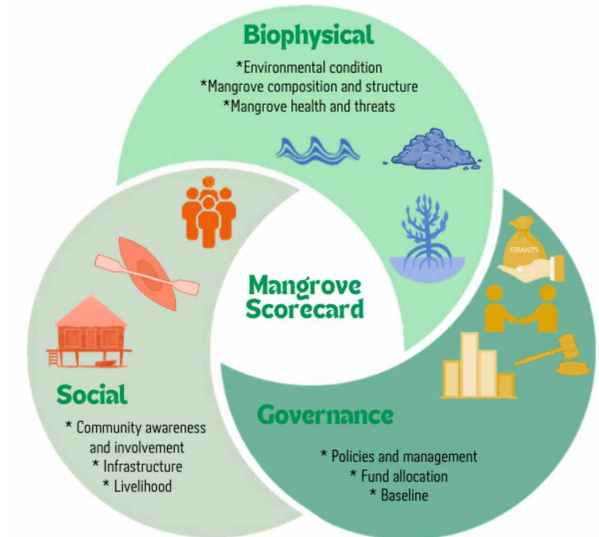 Biophysical
*Environmental condition
*Mangrove composition and structure
*Mangrove health and threats
GRANTS
Mangrove
Scorecard
Social
* Community awareness
and involvement
* Infrastructure
* Livelihood
Governance
* Policies and management
* Fund allocation
* Baseline